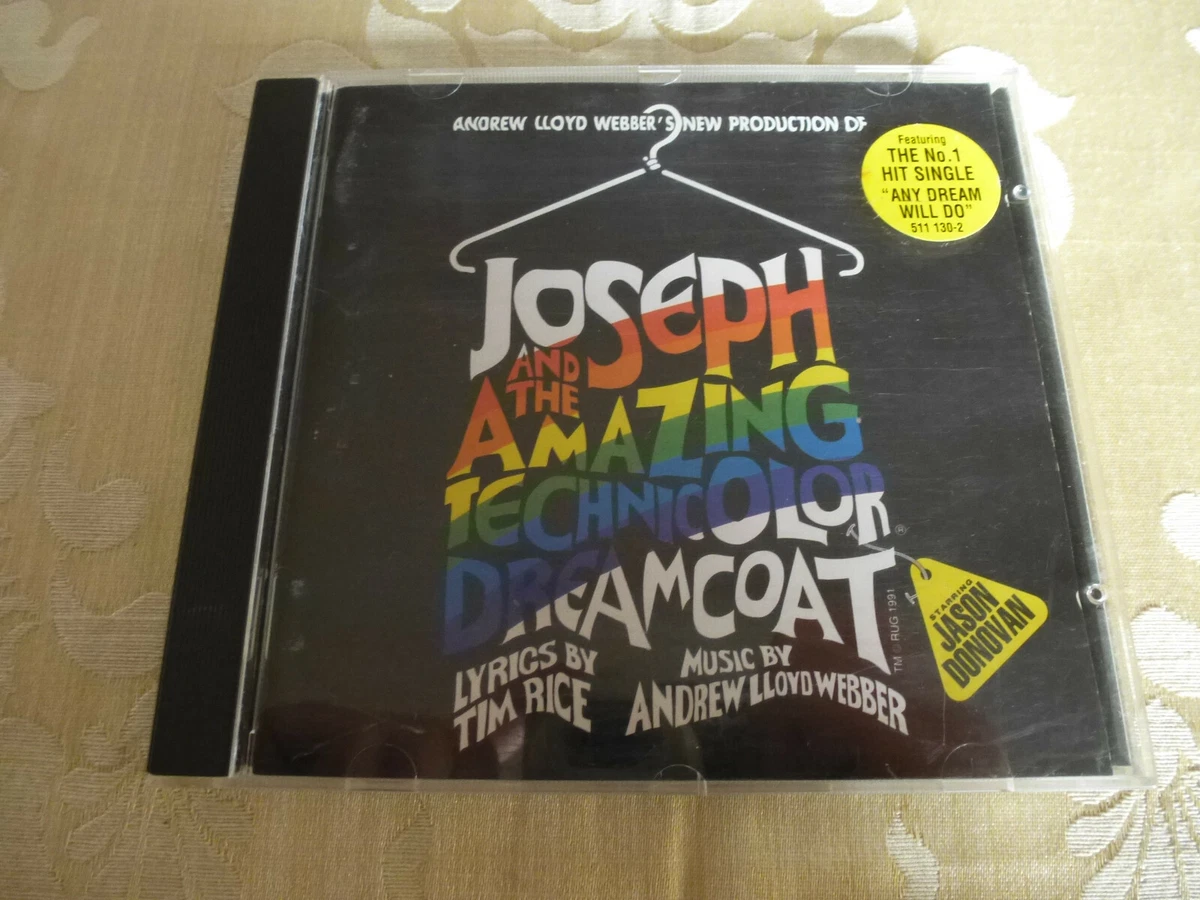 ANDREW LLOYD WEBBER'S NEW PRODUCTION OF
Featuring
THE No.1
HIT SINGLE
"ANY DREAM
WILL DO"
511 130-2
JOSEPH
AND
THE
AMAZING
TECHNICOLOR ®
DREAMCOAT
STARRING
JASON
DONOVAN
TM © RUG 1991
LYRICS BY
TIM RICE
MUSIC BY
ANDREW LLOYD WEBBER